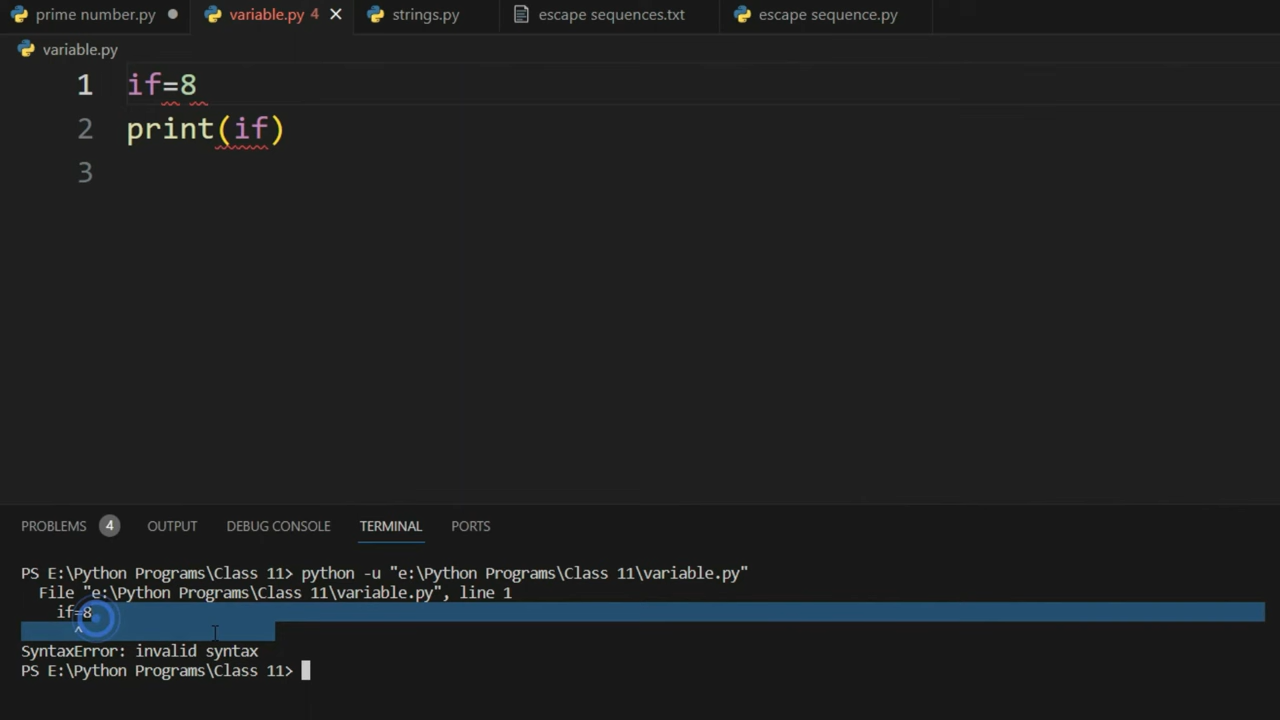 prime number.py
variable.py 4
strings.py
escape sequences.txt
escape sequence.py
variable.py
1 if=8
2 print(if)
3
PROBLEMS 4 OUTPUT DEBUG CONSOLE TERMINAL PORTS
PS E:\Python Programs\Class 11> python -u "e:\Python Programs\Class 11\variable.py"
File "e:\Python Programs\Class 11\variable.py", line 1
if=8
^
SyntaxError: invalid syntax
PS E:\Python Programs\Class 11>